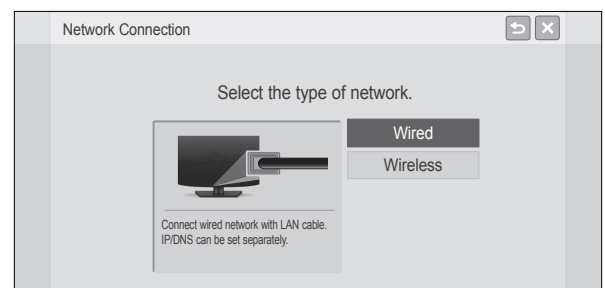 Network Connection
Select the type of network.
Wired
Wireless
Connect wired network with LAN cable.
IP/DNS can be set separately.